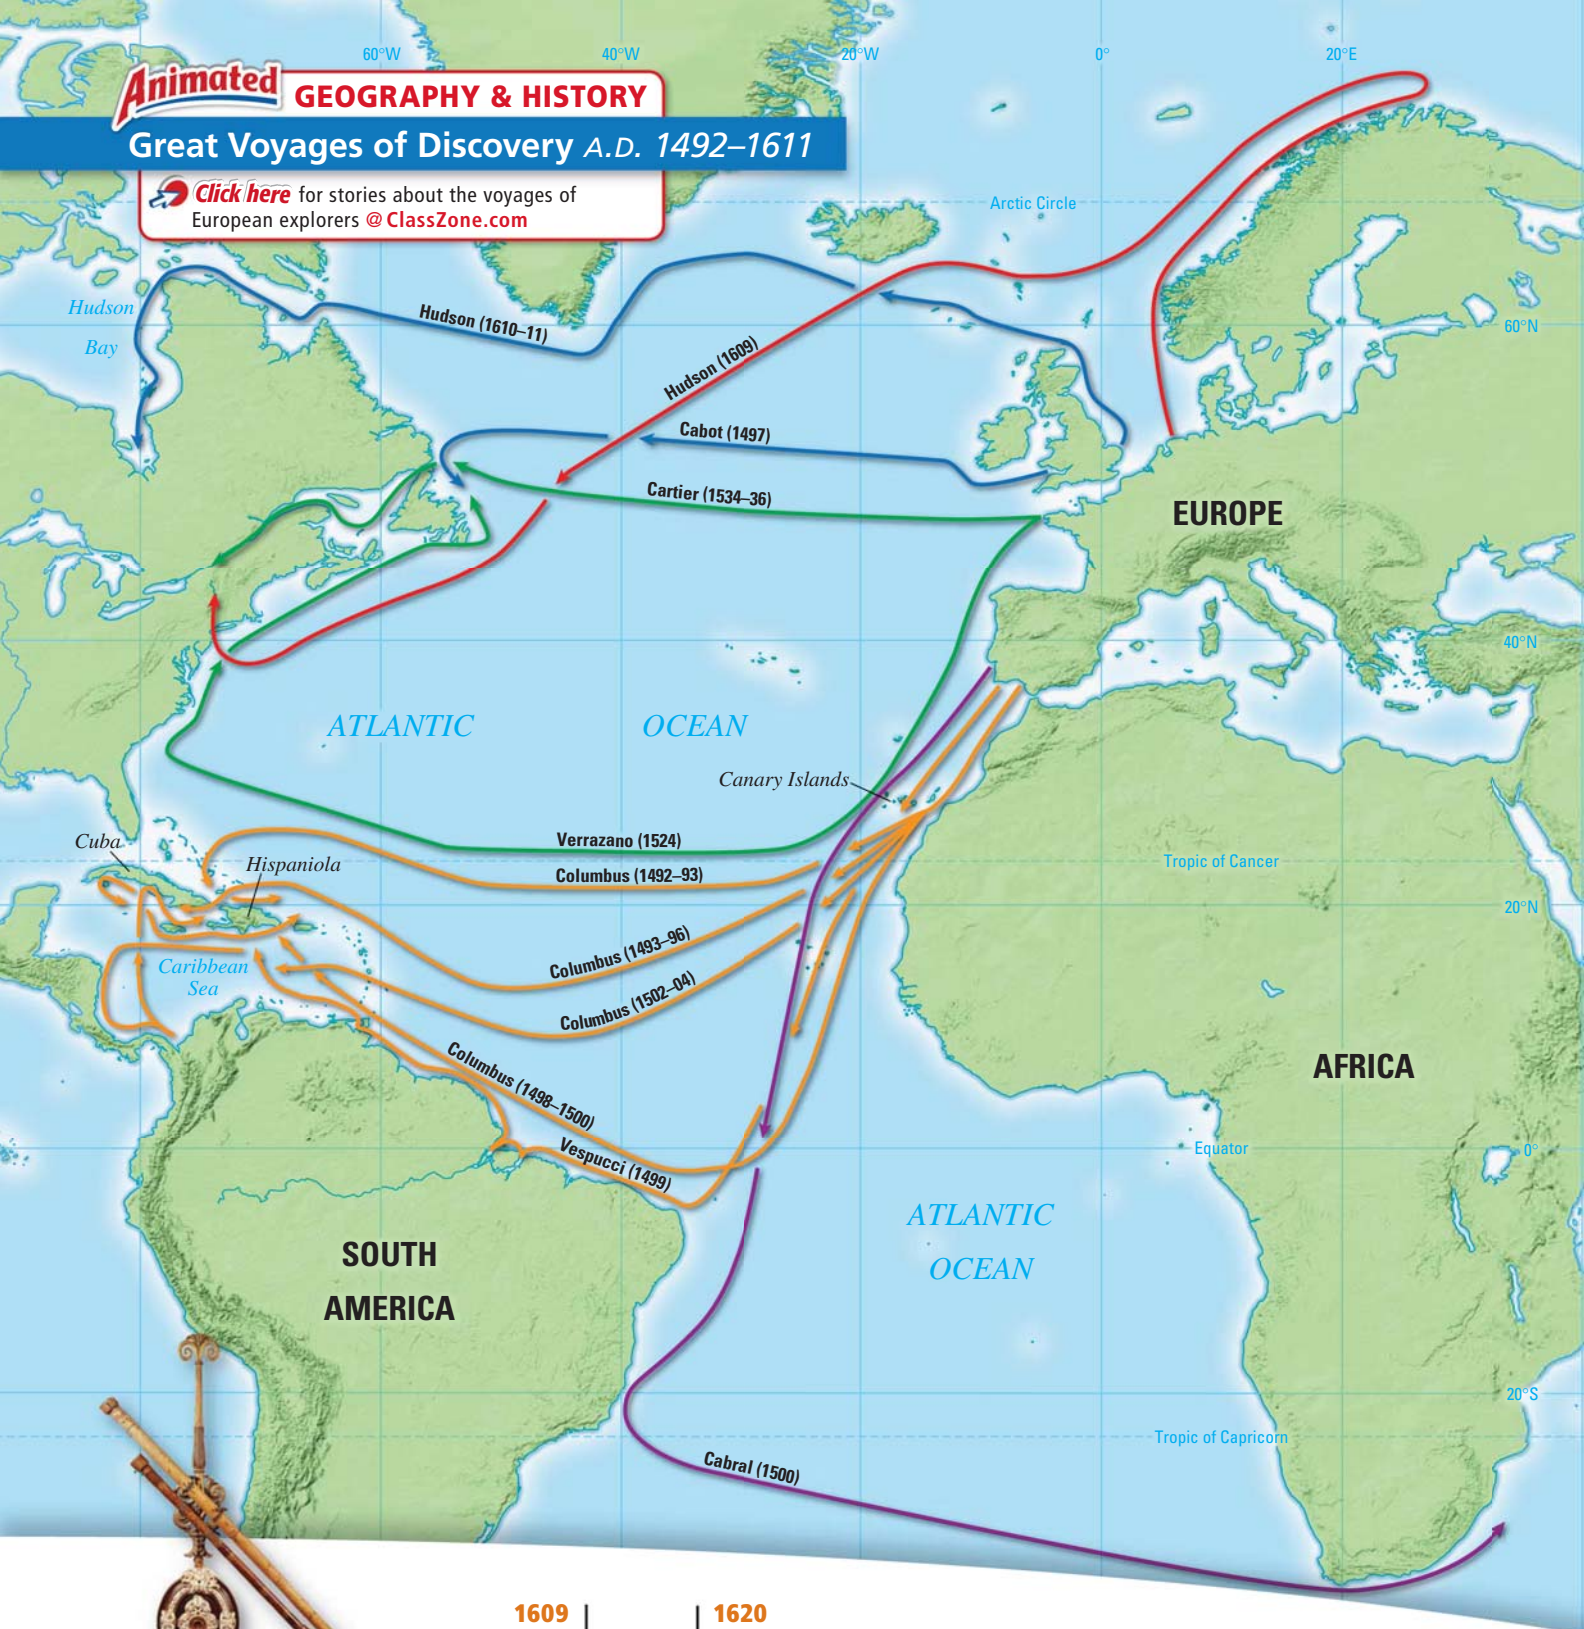 60°W
40°W
20°W
0°
20°E
Animated
GEOGRAPHY & HISTORY
Great Voyages of Discovery A.D. 1492–1611
Click here for stories about the voyages of
European explorers @ ClassZone.com
Arctic Circle
Hudson
Bay
Hudson (1610–11)
60°N
Hudson (1609)
Cabot (1497)
Cartier (1534–36)
EUROPE
40°N
ATLANTIC OCEAN
Canary Islands
Cuba
Verrazano (1524)
Hispaniola
Tropic of Cancer
Columbus (1492–93)
20°N
Columbus (1493–96)
Caribbean
Sea
Columbus (1502–04)
Columbus (1498–1500)
AFRICA
Vespucci (1499)
Equator
0°
ATLANTIC
OCEAN
SOUTH
AMERICA
20°S
Tropic of Capricorn
Cabral (1500)
1609
1620